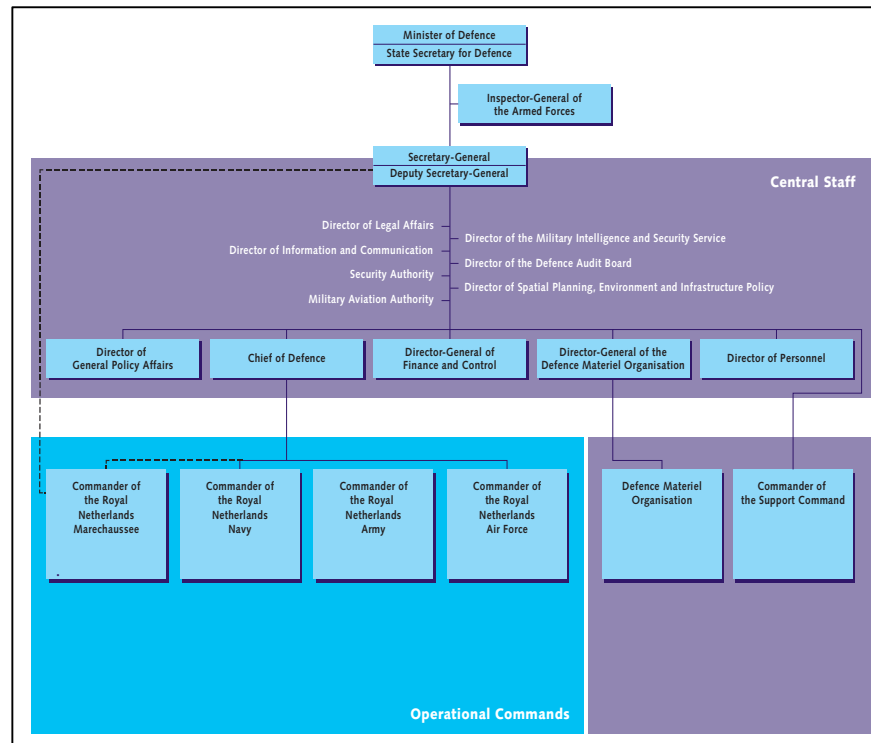 Minister of Defence
State Secretary for Defence
Inspector-General of
the Armed Forces
Secretary-General
Deputy Secretary-General
Central Staff
Director of Legal Affairs
Director of the Military Intelligence and Security Service
Director of Information and Communication
Director of the Defence Audit Board
Security Authority
Director of Spatial Planning, Environment and Infrastructure Policy
Military Aviation Authority
Director of
General Policy Affairs
Chief of Defence
Director-General of
Finance and Control
Director-General of the
Defence Materiel Organisation
Director of Personnel
Commander of
the Royal
Netherlands
Marechaussee
.
Commander of
the Royal
Netherlands
Navy
Commander of
the Royal
Netherlands
Army
Commander of
the Royal
Netherlands
Air Force
Defence Materiel
Organisation
Commander of
the Support Command
Operational Commands